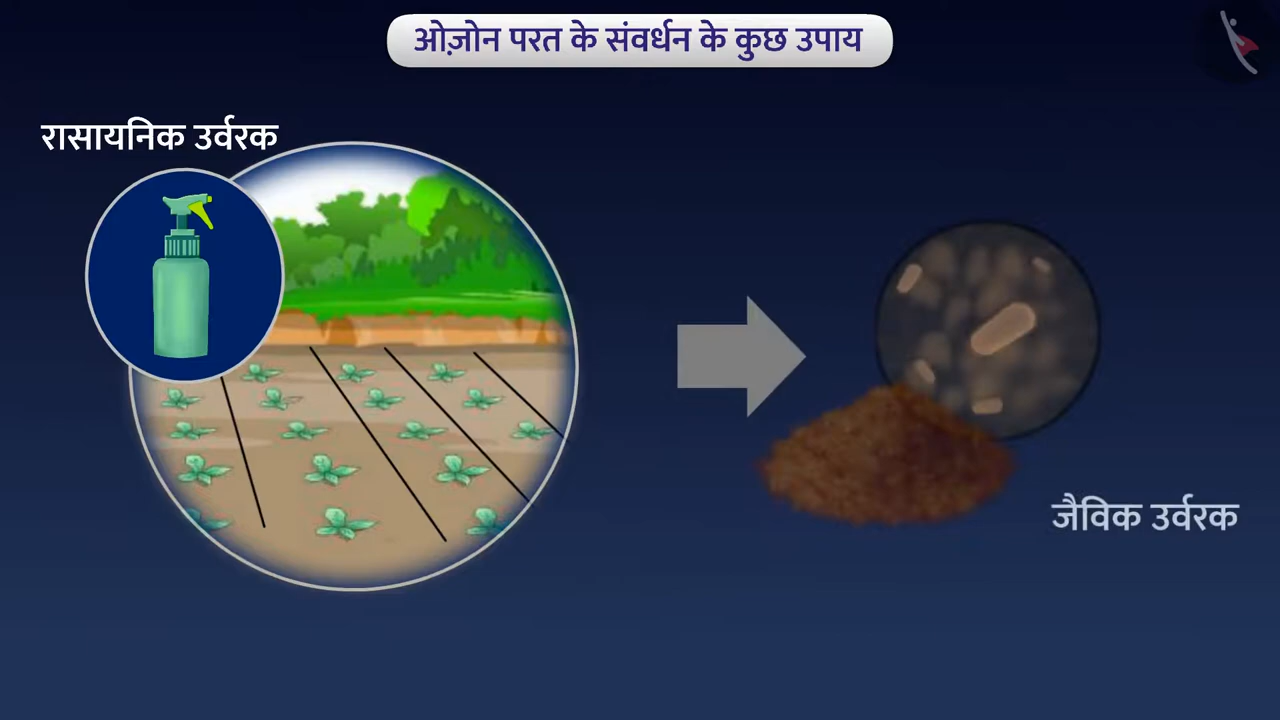 ओज़ोन परत के संवर्धन के कुछ उपाय
रासायनिक उर्वरक
जैविक उर्वरक